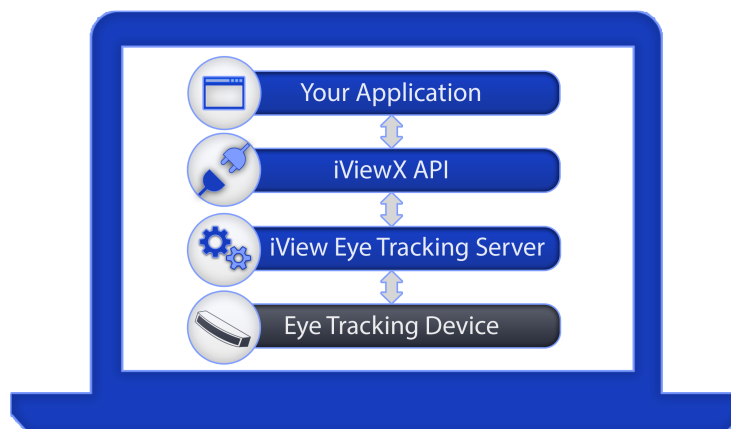 Your Application
iViewX API
iView Eye Tracking Server
Eye Tracking Device